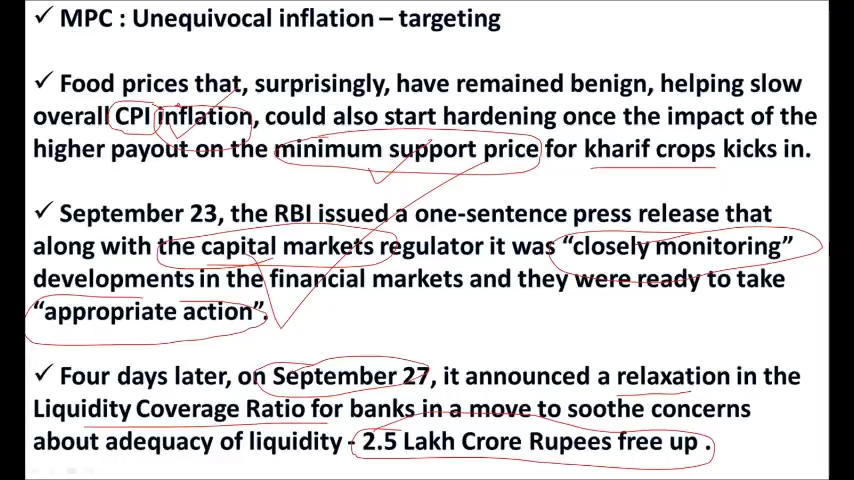 ✓ MPC : Unequivocal inflation – targeting
✓ Food prices that, surprisingly, have remained benign, helping slow
overall CPI inflation, could also start hardening once the impact of the
higher payout on the minimum support price for kharif crops kicks in.
✓ September 23, the RBI issued a one-sentence press release that
along with the capital markets regulator it was “closely monitoring”
developments in the financial markets and they were ready to take
“appropriate action”.
✓ Four days later, on September 27, it announced a relaxation in the
Liquidity Coverage Ratio for banks in a move to soothe concerns
about adequacy of liquidity - 2.5 Lakh Crore Rupees free up .